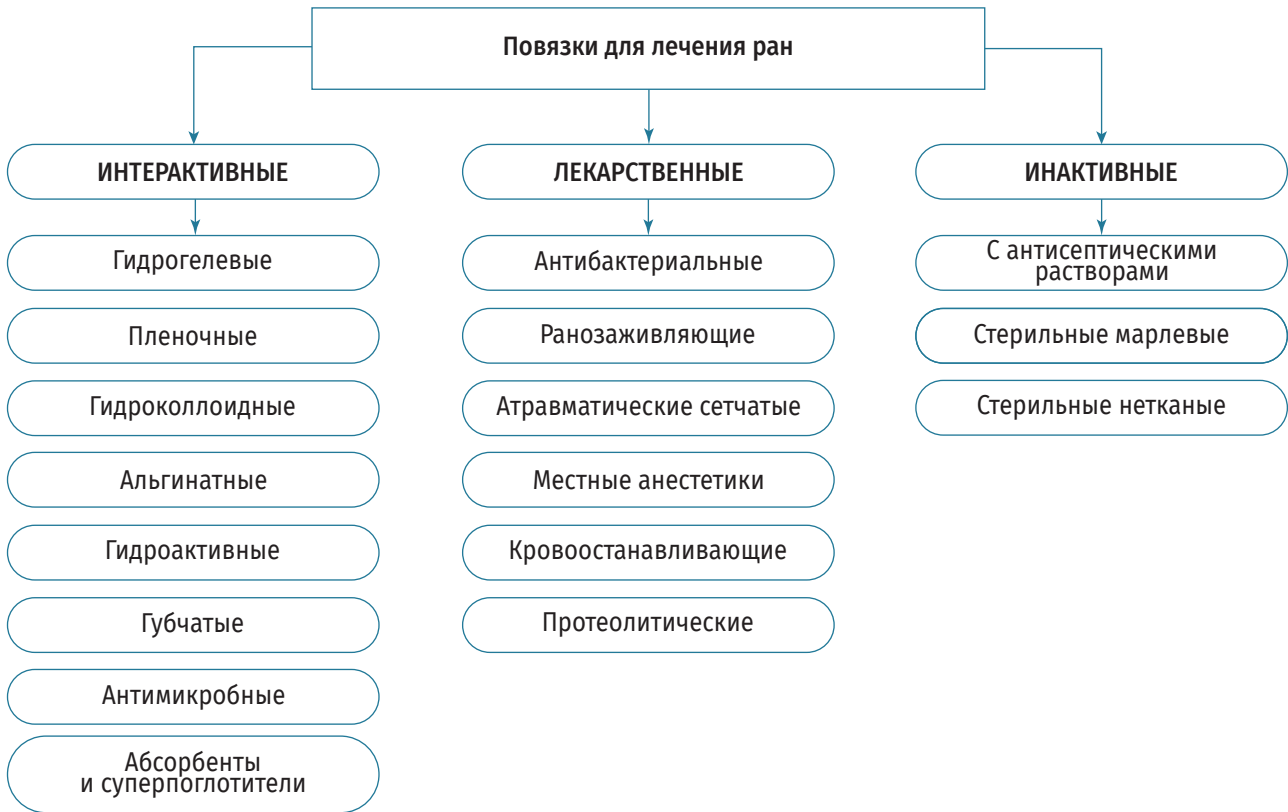 Повязки для лечения ран
ИНТЕРАКТИВНЫЕ
Гидрогелевые
Пленочные
Гидроколлоидные
Альгинатные
Гидроактивные
Губчатые
Антимикробные
Абсорбенты
и суперпоглотители
ЛЕКАРСТВЕННЫЕ
Антибактериальные
Ранозаживляющие
Атравматические сетчатые
Местные анестетики
Кровоостанавливающие
Протеолитические
ИНАКТИВНЫЕ
С антисептическими
растворами
Стерильные марлевые
Стерильные нетканые